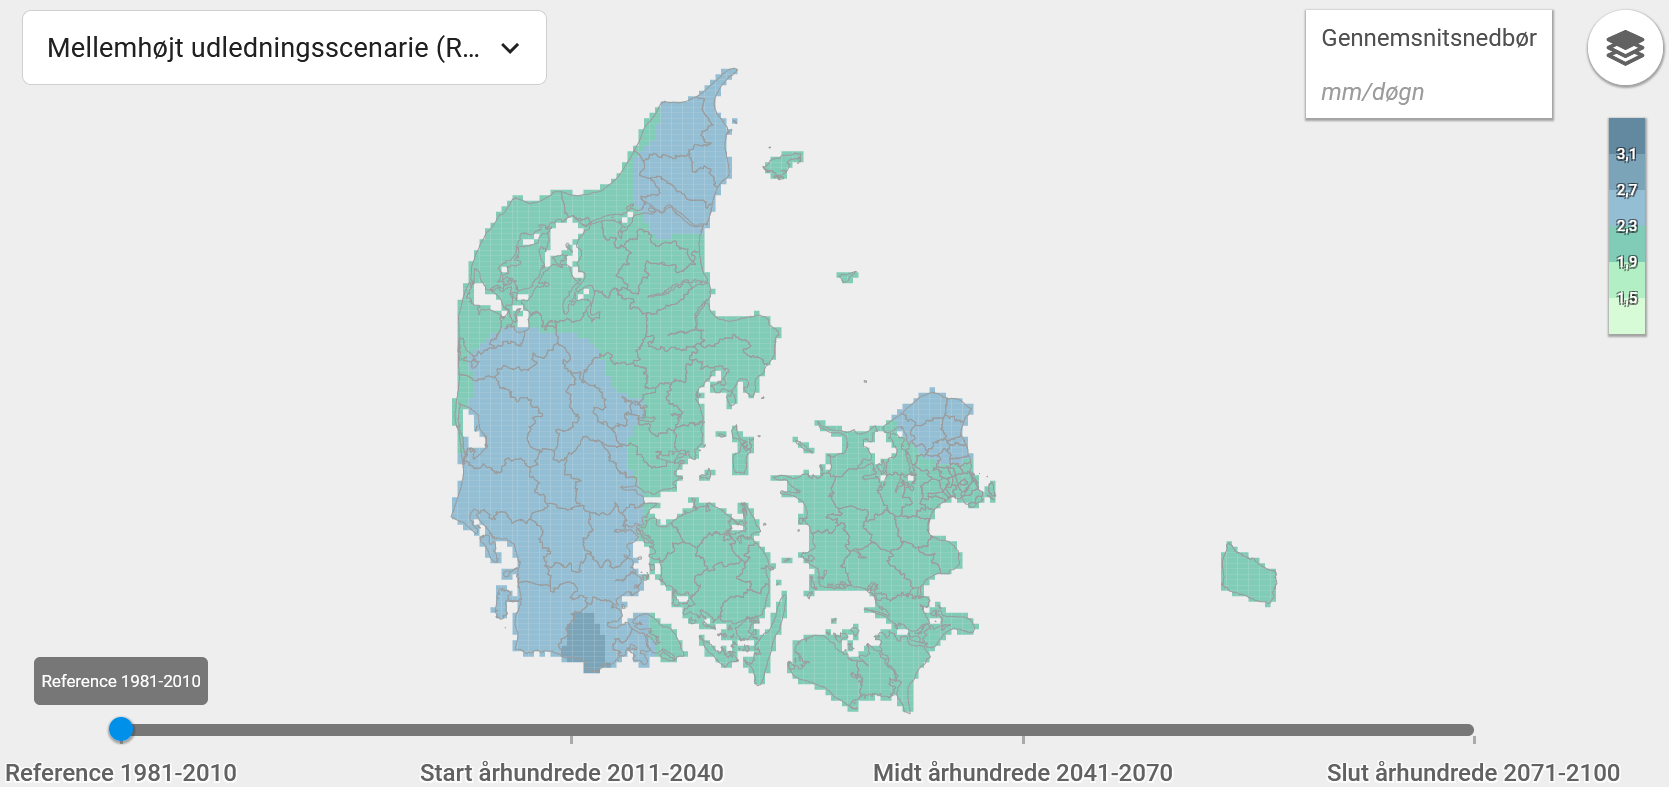 Mellemhøjt udledningsscenarie (R...
Gennemsnitsnedbør
mm/døgn
3,1
2,7
2,3
1,9
1,5
Reference 1981-2010
Reference 1981-2010
Start århundrede 2011-2040
Midt århundrede 2041-2070
Slut århundrede 2071-2100